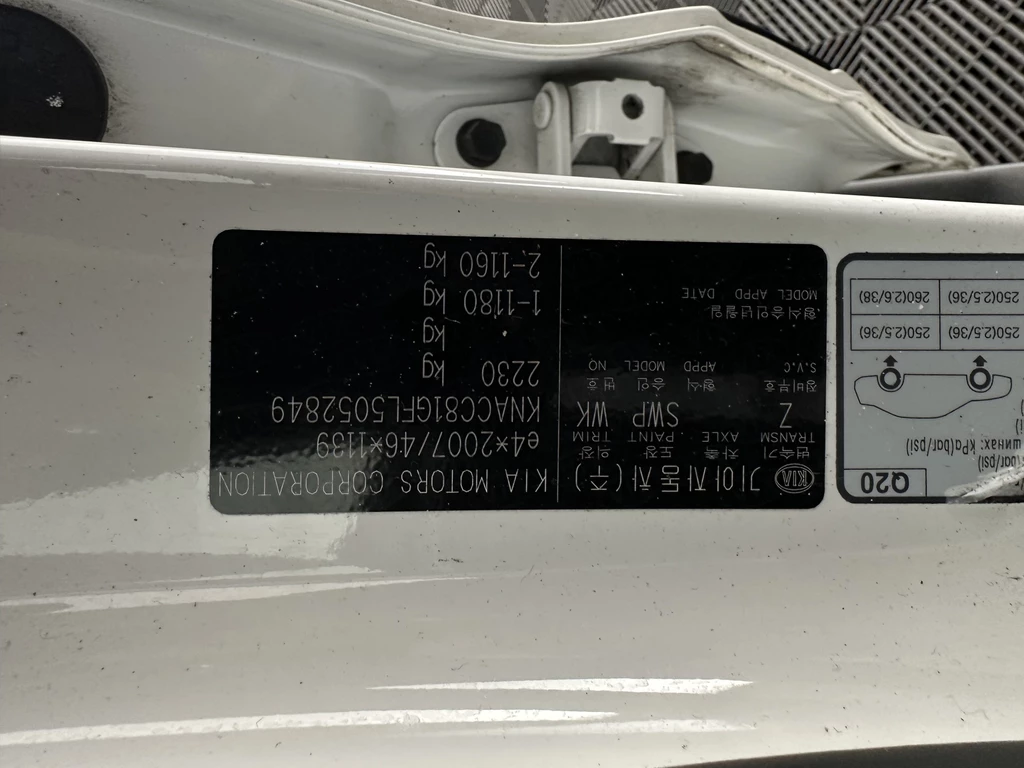 KIA 기아자동차(주) KIA MOTORS CORPORATION
변속기 차축 도장 의장
TRANSM AXLE PAINT TRIM
Z SWP WK
정비부호 형식 승인 번호
S.V.C APPD MODEL NO
형식승인년월일
MODEL APPD DATE
e4*2007/46*1139
KNACC81GFL5052849
2230 kg
kg
1-1180 kg
2-1160 kg
Q20
(bar/psi)
шинах: kPa(bar/psi)
250(2.5/36) 250(2.5/36)
250(2.5/36) 260(2.6/38)